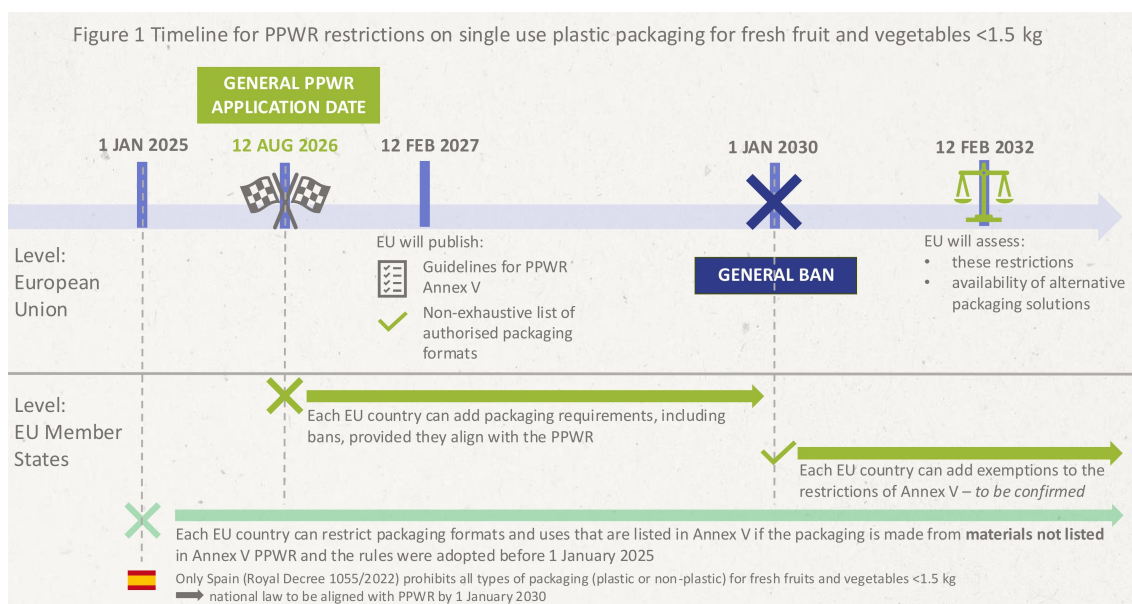 Figure 1 Timeline for PPWR restrictions on single use plastic packaging for fresh fruit and vegetables <1.5 kg
GENERAL PPWR
APPLICATION DATE
1 JAN 2025
12 AUG 2026
12 FEB 2027
1 JAN 2030
12 FEB 2032
Level:
European
Union
EU will publish:
Guidelines for PPWR
Annex V
Non-exhaustive list of
authorised packaging
formats
GENERAL BAN
EU will assess:
• these restrictions
• availability of alternative
packaging solutions
Level:
EU Member
States
Each EU country can add packaging requirements, including
bans, provided they align with the PPWR
Each EU country can add exemptions to the
restrictions of Annex V – to be confirmed
Each EU country can restrict packaging formats and uses that are listed in Annex V if the packaging is made from materials not listed
in Annex V PPWR and the rules were adopted before 1 January 2025
Only Spain (Royal Decree 1055/2022) prohibits all types of packaging (plastic or non-plastic) for fresh fruits and vegetables <1.5 kg
national law to be aligned with PPWR by 1 January 2030